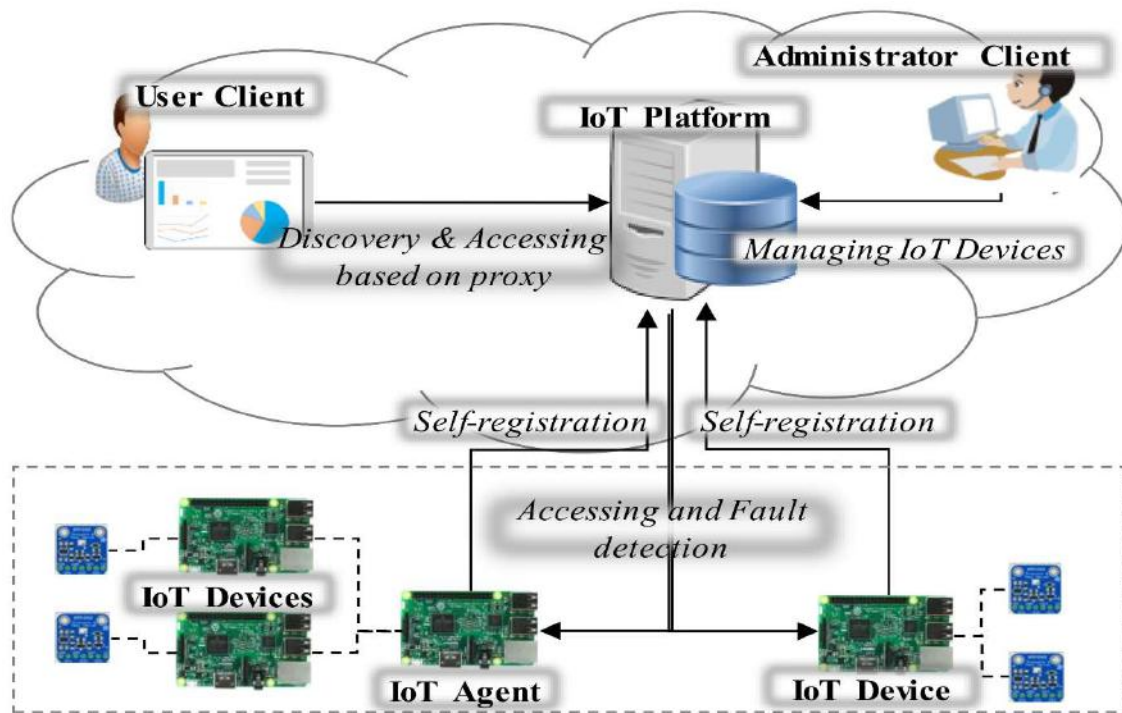 Administrator Client
User Client
IoT Platform
Discovery & Accessing
based on proxy
Managing IoT Devices
Self-registration
Self-registration
Accessing and Fault
detection
IoT Devices
IoT Agent
IoT Device